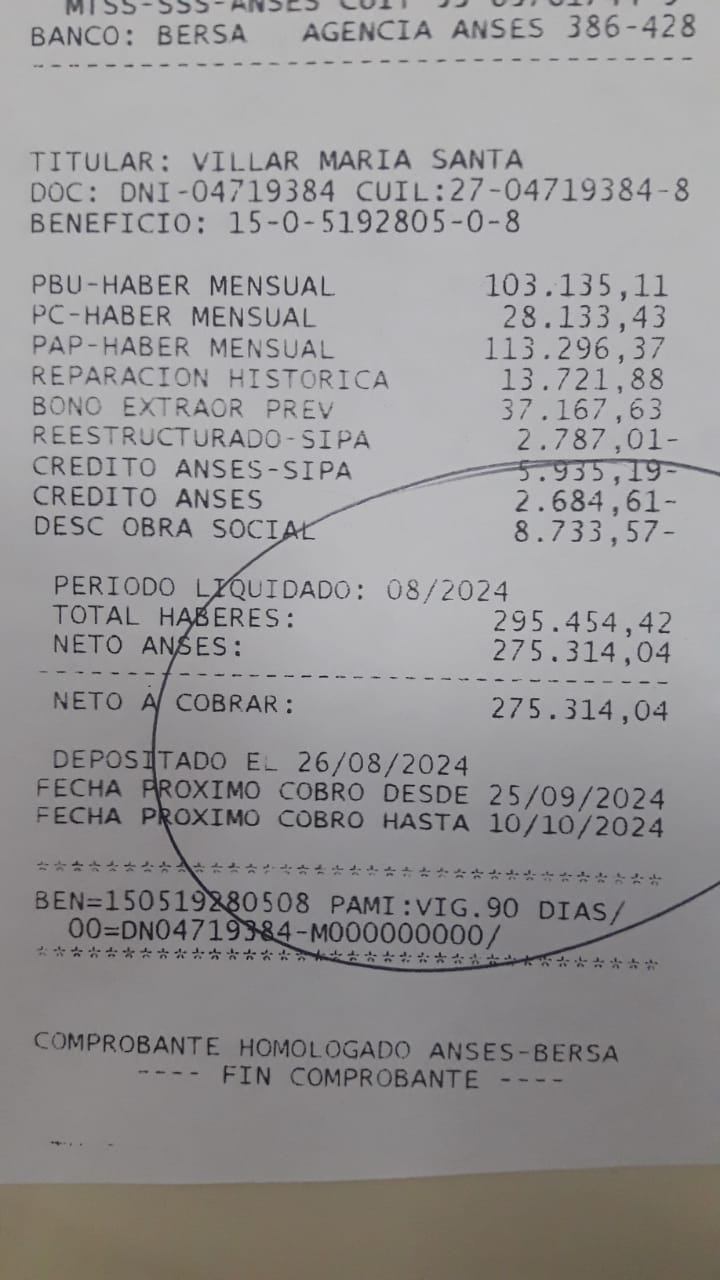 MTSS-SSS-ANSES CUIT
BANCO: BERSA AGENCIA ANSES 386-428
TITULAR: VILLAR MARIA SANTA
DOC: DNI-04719384 CUIL:27-04719384-8
BENEFICIO: 15-0-5192805-0-8
PBU-HABER MENSUAL 103.135,11
PC-HABER MENSUAL 28.133,43
PAP-HABER MENSUAL 113.296,37
REPARACION HISTORICA 13.721,88
BONO EXTRAOR PREV 37.167,63
REESTRUCTURADO-SIPA 2.787,01-
CREDITO ANSES-SIPA 5.935,19-
CREDITO ANSES 2.684,61-
DESC OBRA SOCIAL 8.733,57-
PERIODO LIQUIDADO: 08/2024
TOTAL HABERES: 295.454,42
NETO ANSES: 275.314,04
NETO A COBRAR: 275.314,04
DEPOSITADO EL 26/08/2024
FECHA PROXIMO COBRO DESDE 25/09/2024
FECHA PROXIMO COBRO HASTA 10/10/2024
BEN=150519280508 PAMI:VIG.90 DIAS/
00=DN04719384-M000000000/
COMPROBANTE HOMOLOGADO ANSES-BERSA
---- FIN COMPROBANTE ----